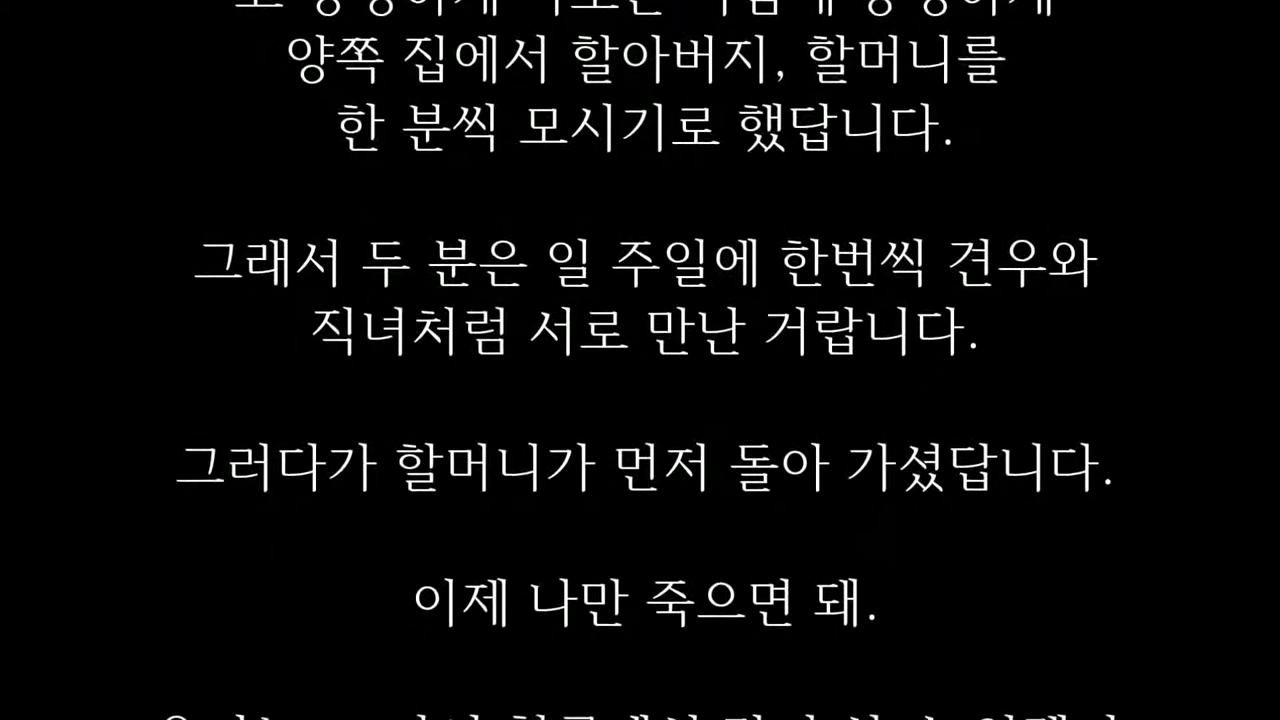 양쪽 집에서 할아버지, 할머니를
한 분씩 모시기로 했답니다.
그래서 두 분은 일 주일에 한번씩 견우와
직녀처럼 서로 만난 거랍니다.
그러다가 할머니가 먼저 돌아 가셨답니다.
이제 나만 죽으면 돼.